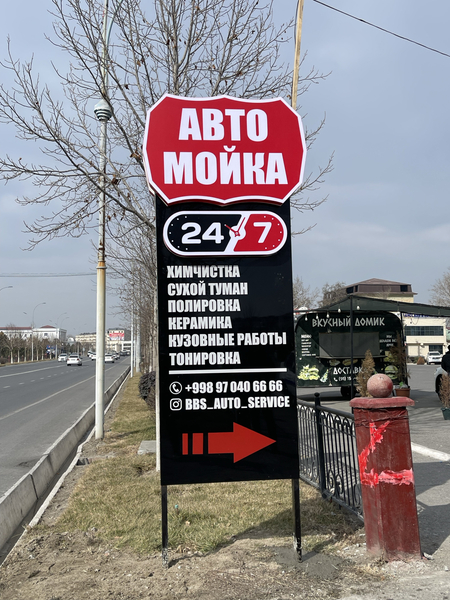 АВТО
МОЙКА
24/7
ХИМЧИСТКА
СУХОЙ ТУМАН
ПОЛИРОВКА
КЕРАМИКА
КУЗОВНЫЕ РАБОТЫ
ТОНИРОВКА
+998 97 040 66 66
BBS_AUTO_SERVICE
ВКУСНЫЙ ДОМИК
ДОСТАВКА